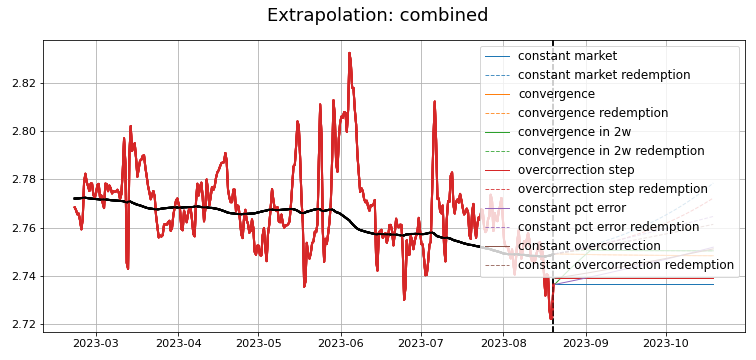 Extrapolation: combined
2.82
2.80
2.78
2.76
2.74
2.72
constant market
constant market redemption
convergence
convergence redemption
convergence in 2w
convergence in 2w redemption
overcorrection step
overcorrection step redemption
constant pct error
constant pct error redemption
constant overcorrection
constant overcorrection redemption
2023-03 2023-04 2023-05 2023-06 2023-07 2023-08 2023-09 2023-10